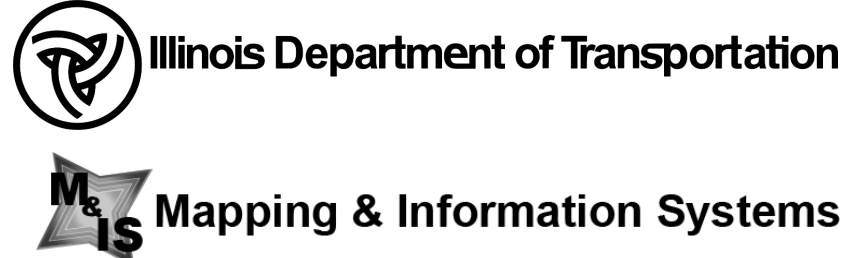 Illinois Department of Transportation
M&IS Mapping & Information Systems